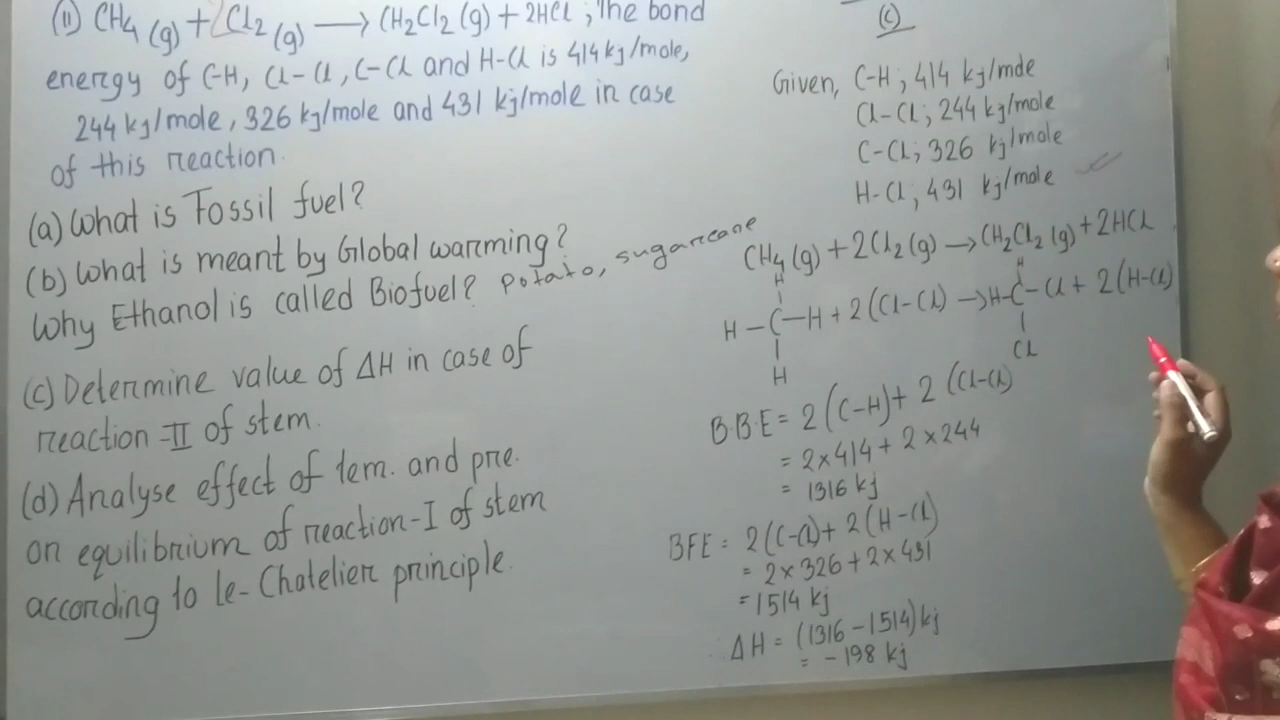 (ii) CH4 (g) + Cl2 (g) ⟶ CH2Cl2 (g) + 2HCl ; The bond
energy of C-H, Cl-Cl, C-Cl and H-Cl is 414 kj/mole,
244 kj/mole, 326 kj/mole and 431 kj/mole in case
of this reaction.
(a) What is Fossil fuel?
(b) What is meant by Global warming?
Why Ethanol is called Biofuel? potato, sugarcane
(c) Determine value of ΔH in case of
reaction-II of stem.
(d) Analyse effect of tem. and pre.
on equilibrium of reaction-I of stem
according to le-Chatelier principle.
(c)
Given, C-H ; 414 kj/mole
Cl-Cl ; 244 kj/mole
C-Cl ; 326 kj/mole
H-Cl ; 431 kj/mole
CH4 (g) + 2Cl2 (g) → CH2Cl2 (g) + 2HCl
H H
H-C-H + 2(Cl-Cl) → H-C-Cl + 2(H-Cl)
H Cl
B.B.E = 2(C-H) + 2(Cl-Cl)
= 2×414 + 2×244
= 1316 kj
BFE = 2(C-Cl) + 2(H-Cl)
= 2×326 + 2×431
= 1514 kj
ΔH = (1316 - 1514) kj
= -198 kj